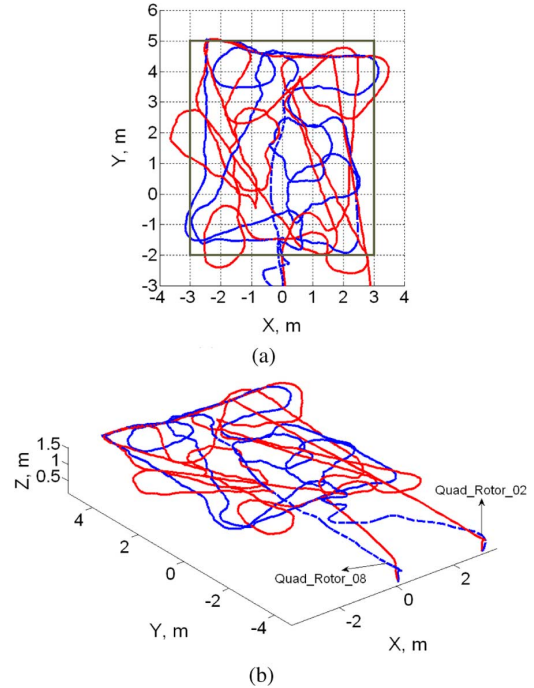 6
5
4
3
2
1
0
-1
-2
-3
Y, m
-4 -3 -2 -1 0 1 2 3 4
X, m
(a)
1.5
1
0.5
Z, m
4
2
0
-2
-4
Y, m
Quad_Rotor_02
Quad_Rotor_08
-2 0 2
X, m
(b)